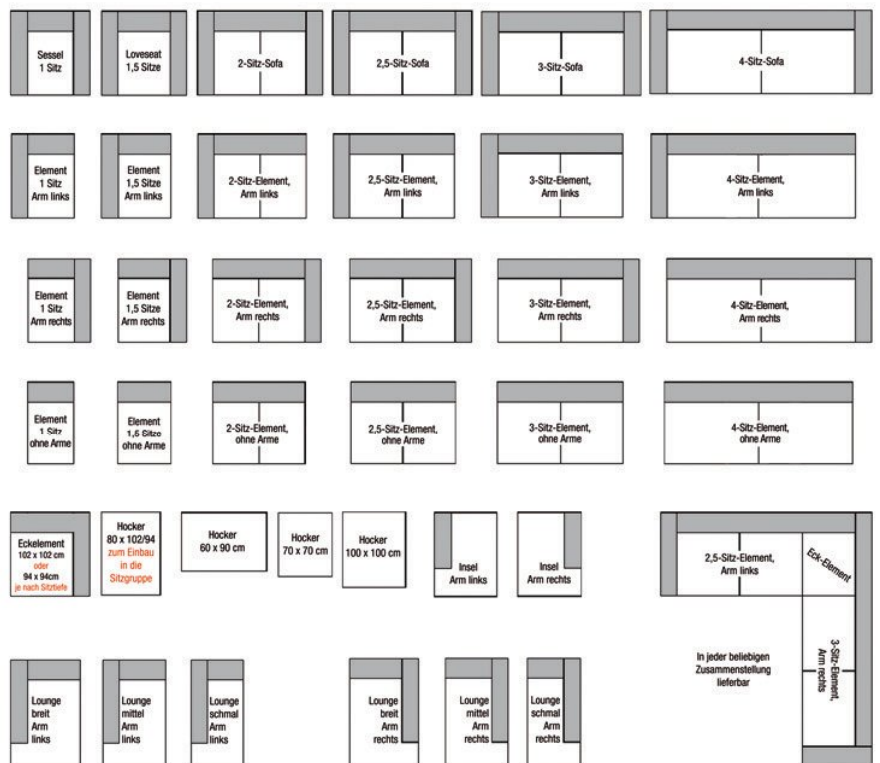 Sessel
1 Sitz
Loveseat
1,5 Sitze
2-Sitz-Sofa
2,5-Sitz-Sofa
3-Sitz-Sofa
4-Sitz-Sofa
Element
1 Sitz
Arm links
Element
1,5 Sitze
Arm links
2-Sitz-Element,
Arm links
2,5-Sitz-Element,
Arm links
3-Sitz-Element,
Arm links
4-Sitz-Element,
Arm links
Element
1 Sitz
Arm rechts
Element
1,5 Sitze
Arm rechts
2-Sitz-Element,
Arm rechts
2,5-Sitz-Element,
Arm rechts
3-Sitz-Element,
Arm rechts
4-Sitz-Element,
Arm rechts
Element
1 Sitz
ohne Arme
Element
1,5 Sitze
ohne Arme
2-Sitz-Element,
ohne Arme
2,5-Sitz-Element,
ohne Arme
3-Sitz-Element,
ohne Arme
4-Sitz-Element,
ohne Arme
Eckelement
102 x 102 cm
oder
94 x 94cm
je nach Sitztiefe
Hocker
80 x 102/94
zum Einbau
in die
Sitzgruppe
Hocker
60 x 90 cm
Hocker
70 x 70 cm
Hocker
100 x 100 cm
Insel
Arm links
Insel
Arm rechts
2,5-Sitz-Element,
Arm links
Eck-Element
3-Sitz-Element,
Arm rechts
In jeder beliebigen
Zusammenstellung
lieferbar
Lounge
breit
Arm
links
Lounge
mittel
Arm
links
Lounge
schmal
Arm
links
Lounge
breit
Arm
rechts
Lounge
mittel
Arm
rechts
Lounge
schmal
Arm
rechts